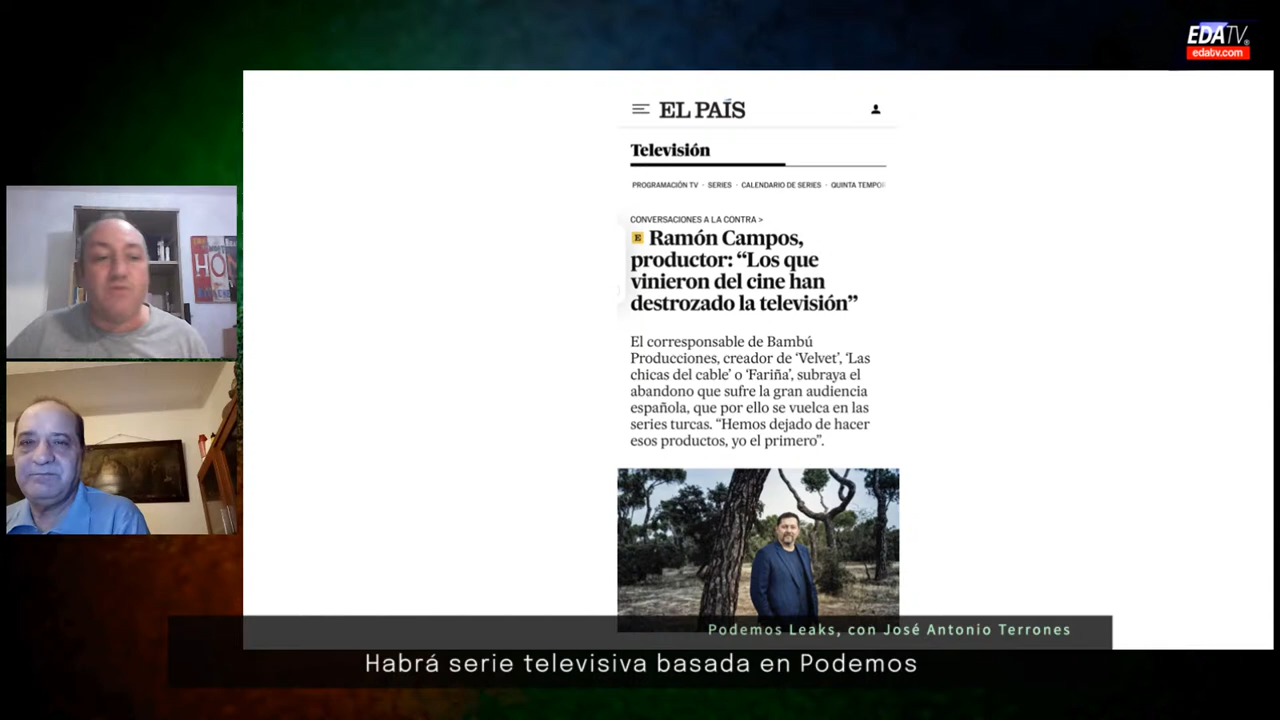 EDATV
edatv.com
EL PAÍS
Televisión
PROGRAMACIÓN TV · SERIES · CALENDARIO DE SERIES · QUINTA TEMPO
CONVERSACIONES A LA CONTRA >
E Ramón Campos,
productor: “Los que
vinieron del cine han
destrozado la televisión”
El corresponsable de Bambú
Producciones, creador de ‘Velvet’, ‘Las
chicas del cable’ o ‘Fariña’, subraya el
abandono que sufre la gran audiencia
española, que por ello se vuelca en las
series turcas. “Hemos dejado de hacer
esos productos, yo el primero”.
Podemos Leaks, con José Antonio Terrones
Habrá serie televisiva basada en Podemos